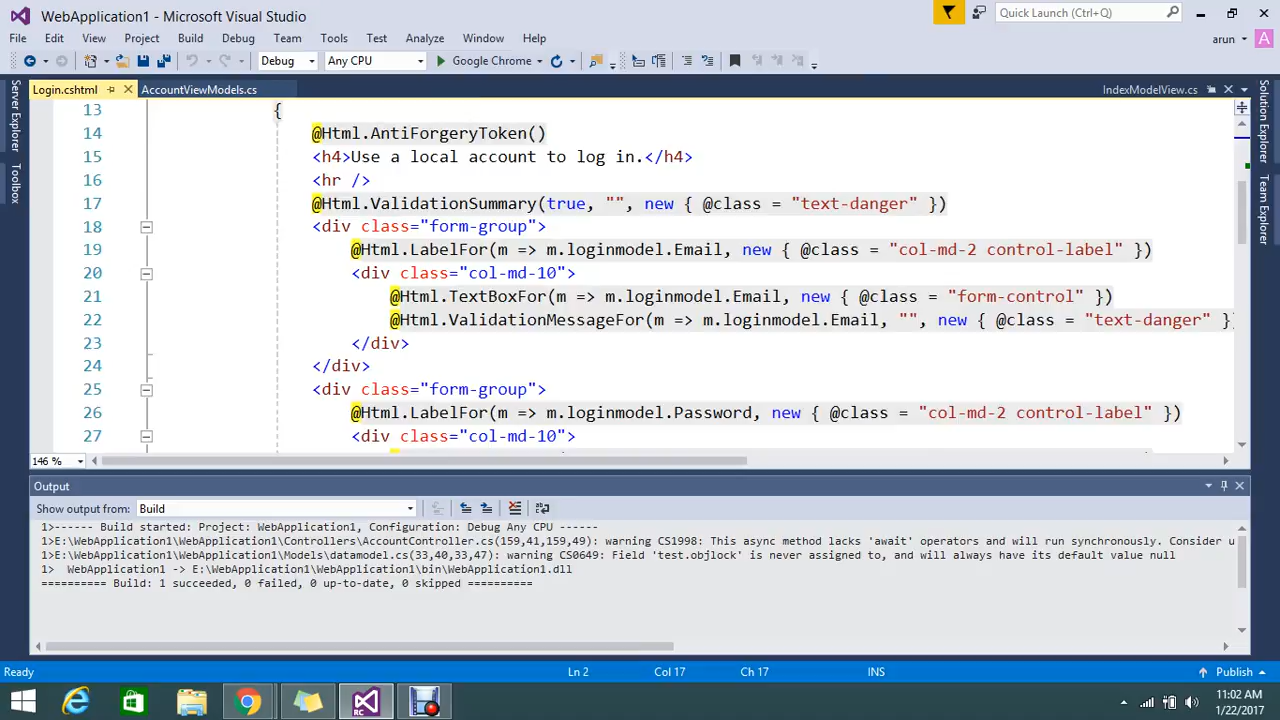 WebApplication1 - Microsoft Visual Studio
Quick Launch (Ctrl+Q)
File Edit View Project Build Debug Team Tools Test Analyze Window Help
arun A
Debug Any CPU Google Chrome
Login.cshtml AccountViewModels.cs IndexModelView.cs
Server Explorer
Toolbox
Solution Explorer
Team Explorer
13 {
14 @Html.AntiForgeryToken()
15 <h4>Use a local account to log in.</h4>
16 <hr />
17 @Html.ValidationSummary(true, "", new { @class = "text-danger" })
18 <div class="form-group">
19 @Html.LabelFor(m => m.loginmodel.Email, new { @class = "col-md-2 control-label" })
20 <div class="col-md-10">
21 @Html.TextBoxFor(m => m.loginmodel.Email, new { @class = "form-control" })
22 @Html.ValidationMessageFor(m => m.loginmodel.Email, "", new { @class = "text-danger" })
23 </div>
24 </div>
25 <div class="form-group">
26 @Html.LabelFor(m => m.loginmodel.Password, new { @class = "col-md-2 control-label" })
27 <div class="col-md-10">
146 %
Output
Show output from: Build
1>------ Build started: Project: WebApplication1, Configuration: Debug Any CPU ------
1>E:\WebApplication1\WebApplication1\Controllers\AccountController.cs(159,41,159,49): warning CS1998: This async method lacks 'await' operators and will run synchronously. Consider u
1>E:\WebApplication1\WebApplication1\Models\datamodel.cs(33,40,33,47): warning CS0649: Field 'test.objlock' is never assigned to, and will always have its default value null
1> WebApplication1 -> E:\WebApplication1\WebApplication1\bin\WebApplication1.dll
========== Build: 1 succeeded, 0 failed, 0 up-to-date, 0 skipped ==========
Ready Ln 2 Col 17 Ch 17 INS Publish
RC
11:02 AM
1/22/2017